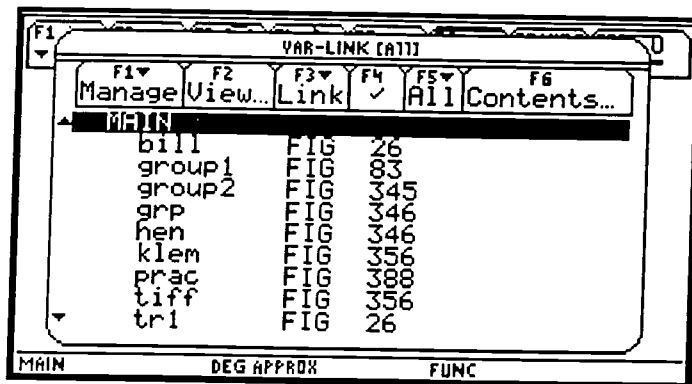 F1
VAR-LINK [All]
F1▼ F2 F3▼ F4 F5▼ F6
Manage View... Link ✓ All Contents...
MAIN
bill FIG 26
group1 FIG 83
group2 FIG 345
grp FIG 346
hen FIG 346
klem FIG 356
prac FIG 388
tiff FIG 356
tr1 FIG 26
MAIN DEG APPROX FUNC